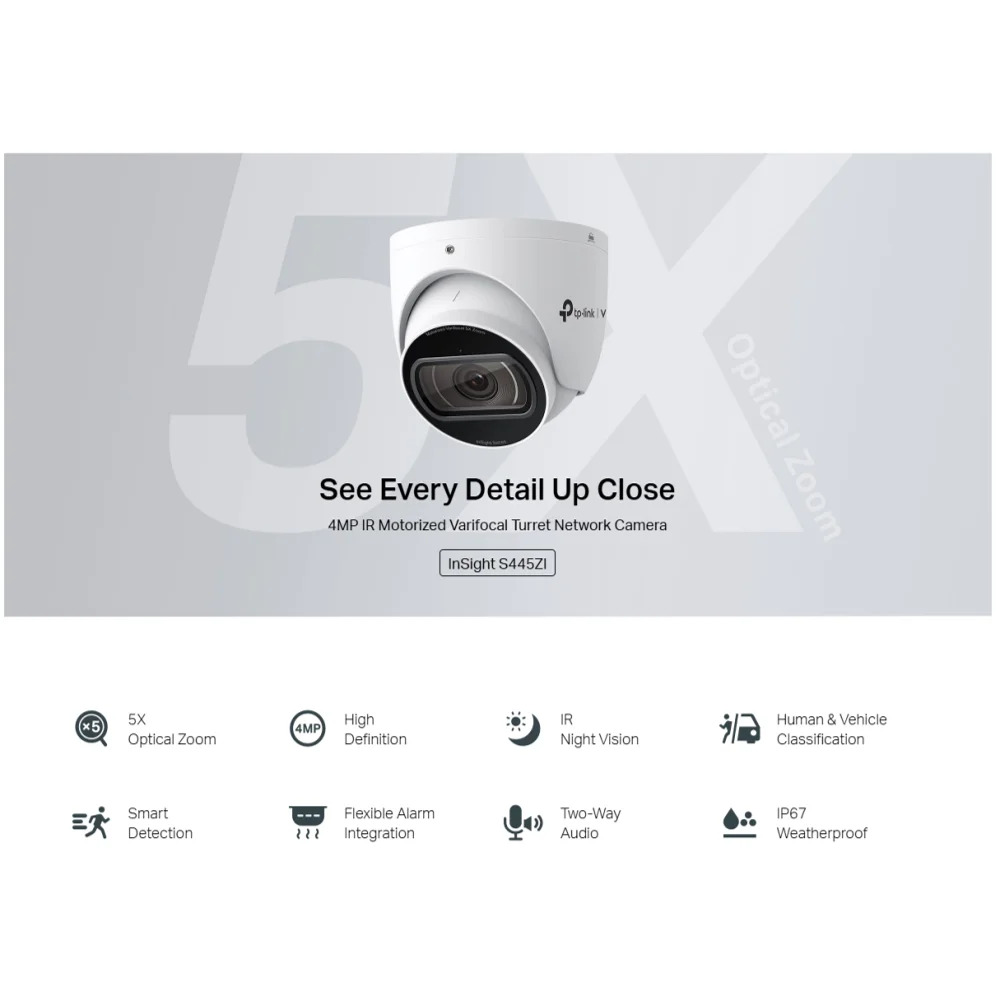 5X
Optical Zoom
tp-link | V
See Every Detail Up Close
4MP IR Motorized Varifocal Turret Network Camera
InSight S445ZI
×5
5X
Optical Zoom
4MP
High
Definition
IR
Night Vision
Human & Vehicle
Classification
Smart
Detection
Flexible Alarm
Integration
Two-Way
Audio
IP67
Weatherproof